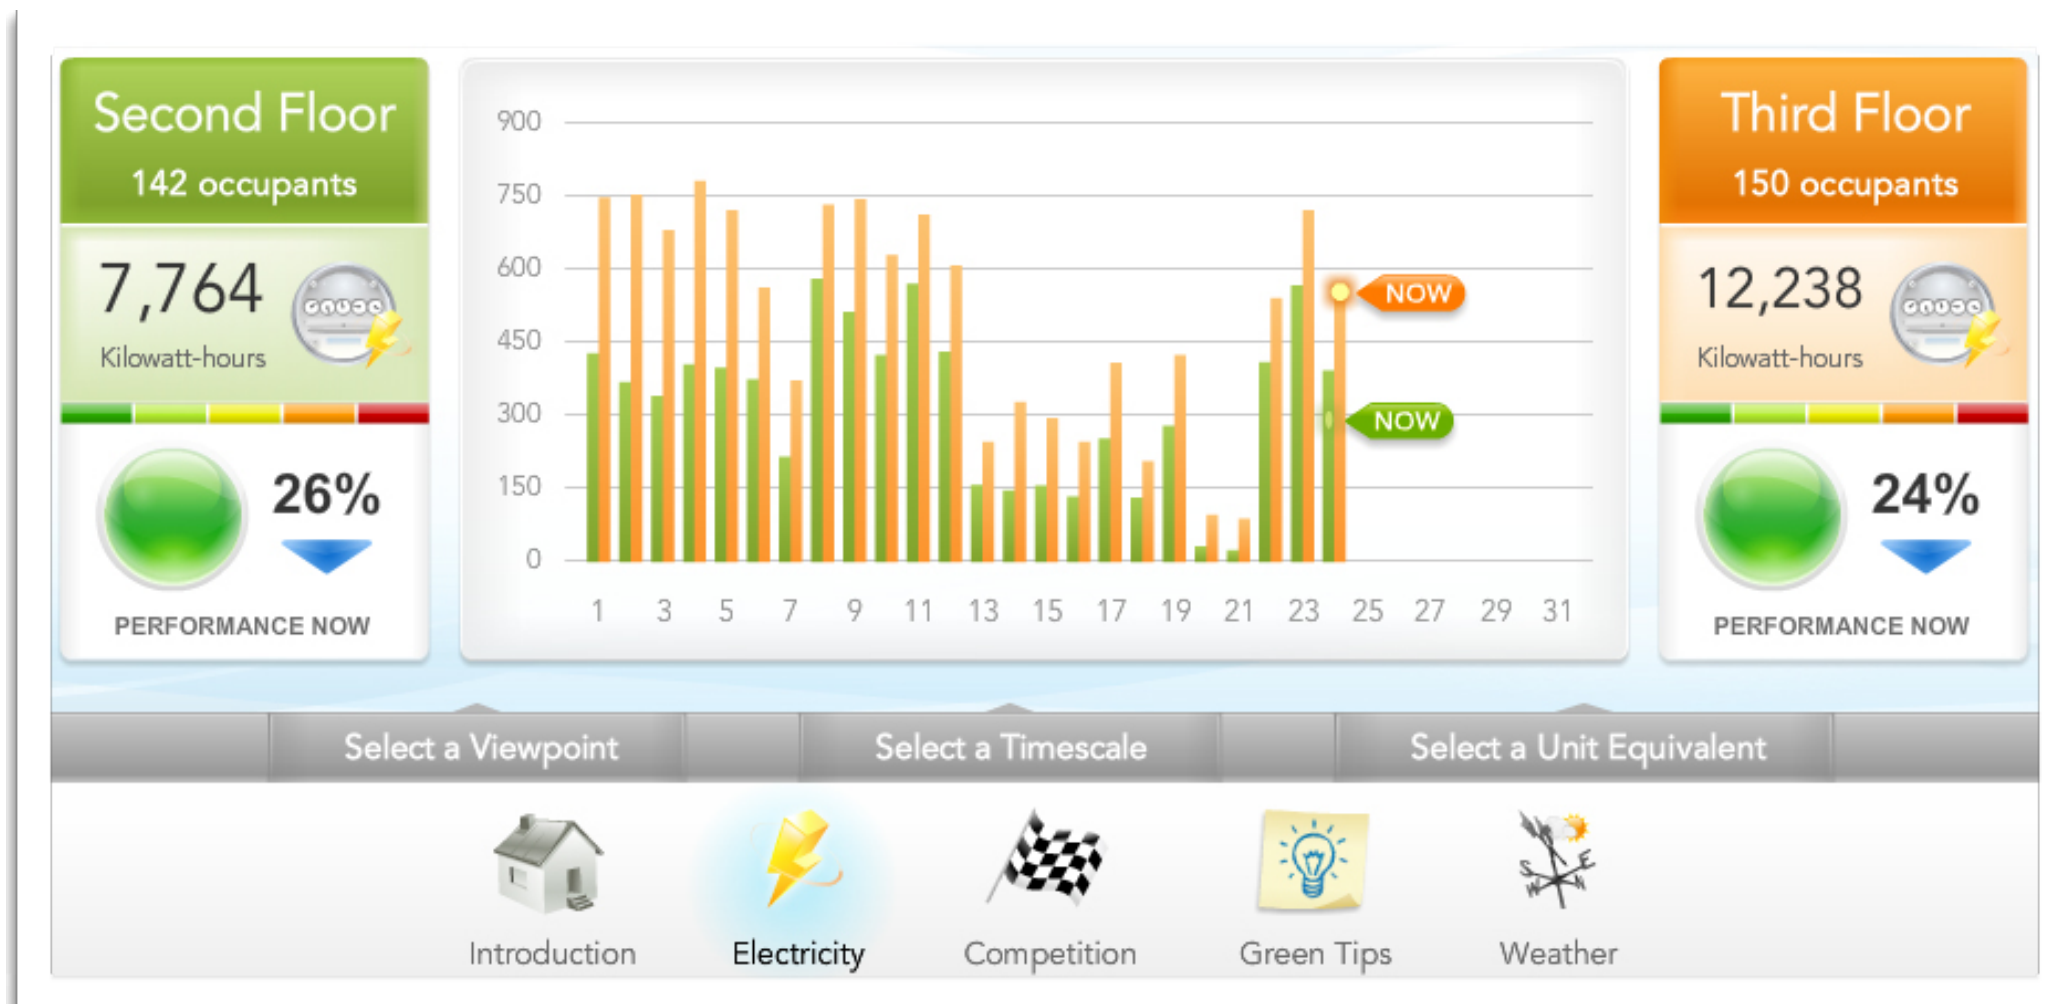 Second Floor
142 occupants
7,764
Kilowatt-hours
26%
PERFORMANCE NOW
900
750
600
450
300
150
0
NOW
NOW
1 3 5 7 9 11 13 15 17 19 21 23 25 27 29 31
Third Floor
150 occupants
12,238
Kilowatt-hours
24%
PERFORMANCE NOW
Select a Viewpoint
Select a Timescale
Select a Unit Equivalent
S E
W N
Introduction
Electricity
Competition
Green Tips
Weather